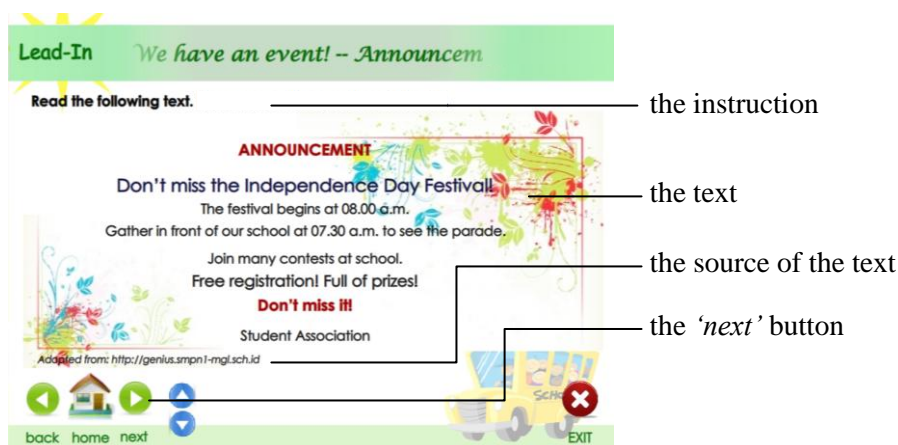 Lead-In We have an event! -- Announcem
Read the following text.
the instruction
ANNOUNCEMENT
Don't miss the Independence Day Festival!
the text
The festival begins at 08.00 a.m.
Gather in front of our school at 07.30 a.m. to see the parade.
Join many contests at school.
the source of the text
Free registration! Full of prizes!
Don't miss it!
the 'next' button
Student Association
Adapted from: http://genius.smpn1-mgl.sch.id
SCHO
back home next EXIT